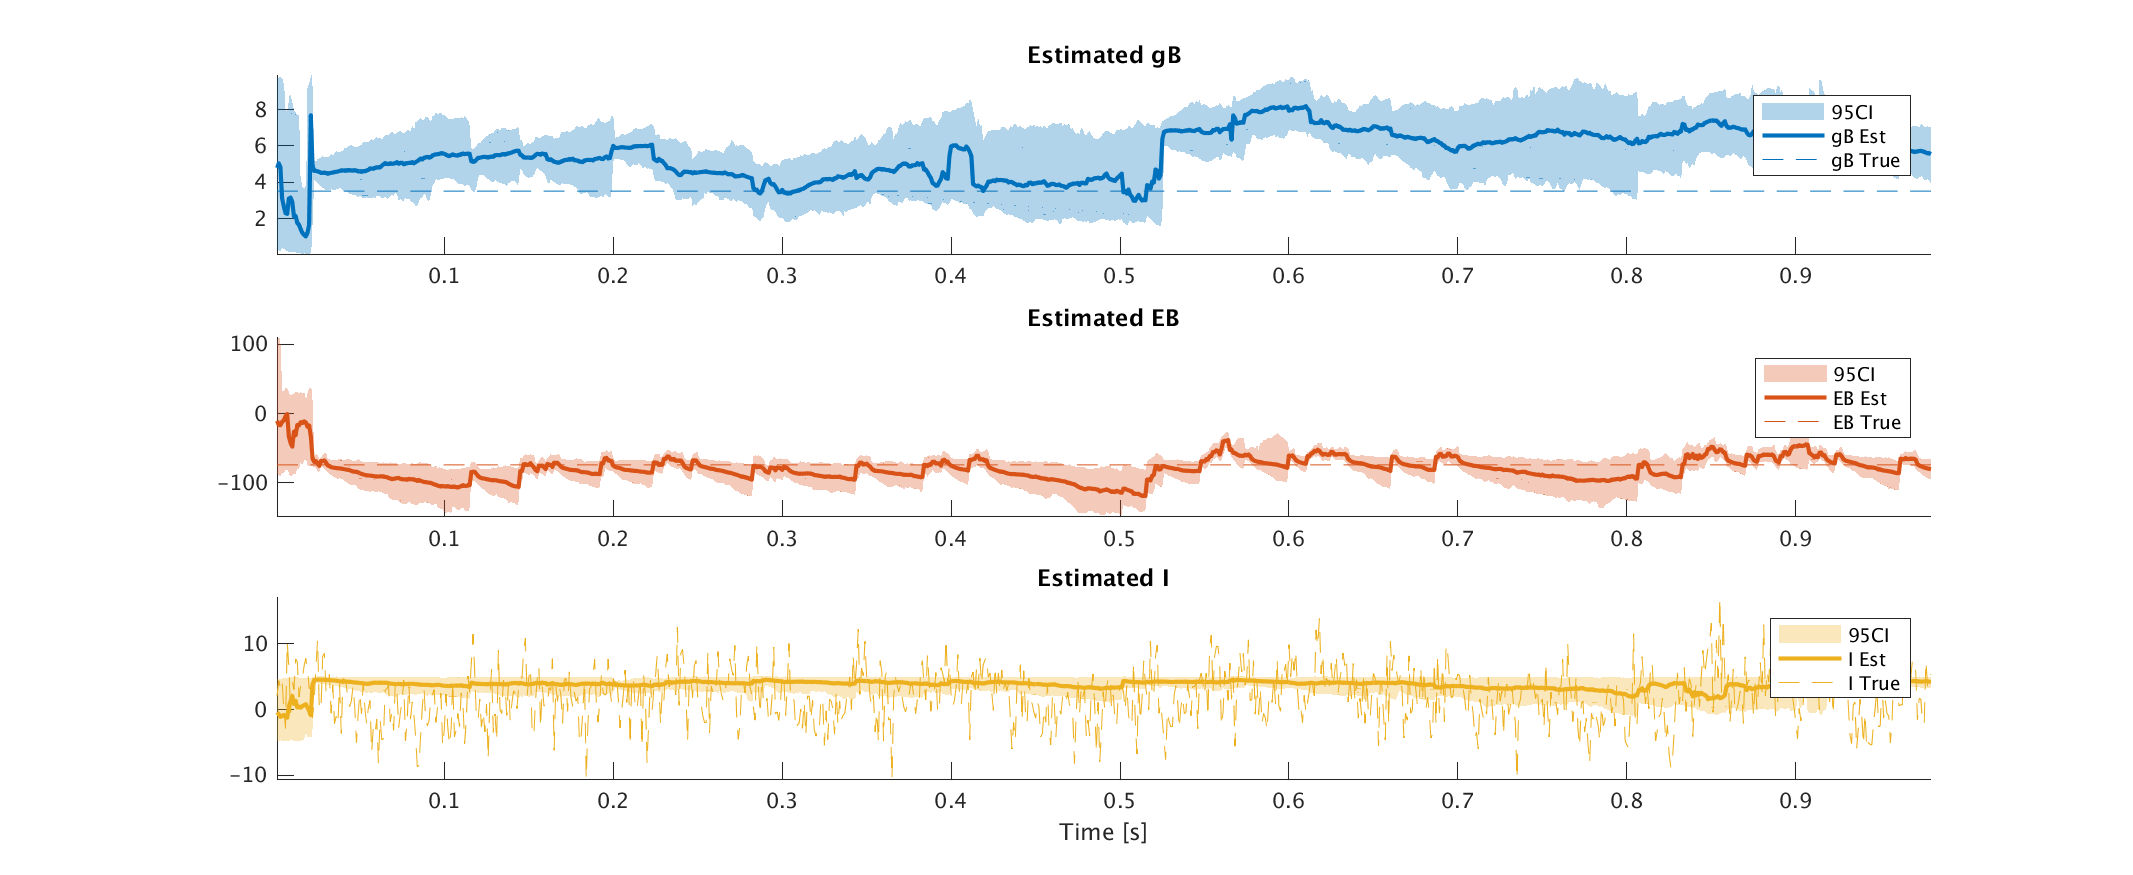 Estimated gB
8
6
4
2
95CI
gB Est
gB True
0.1 0.2 0.3 0.4 0.5 0.6 0.7 0.8 0.9
Estimated EB
100
0
-100
95CI
EB Est
EB True
0.1 0.2 0.3 0.4 0.5 0.6 0.7 0.8 0.9
Estimated I
10
0
-10
95CI
I Est
I True
0.1 0.2 0.3 0.4 0.5 0.6 0.7 0.8 0.9
Time [s]